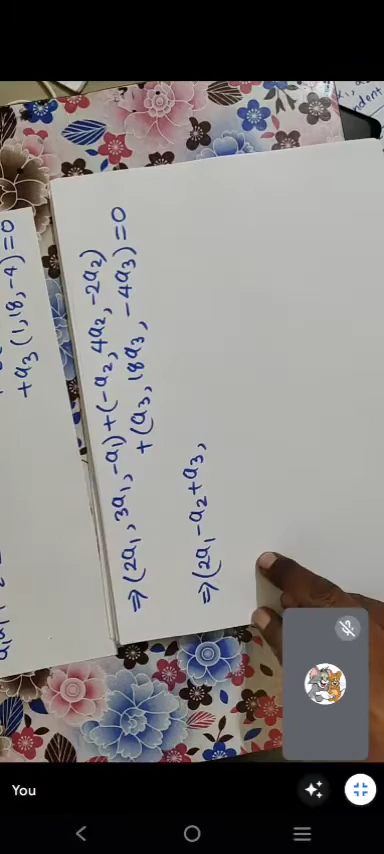 +a₃(1, 18, -4) = 0
⇒(2a₁, 3a₁, -a₁)+(-a₂, 4a₂, -2a₂)
+(a₃, 18a₃, -4a₃)=0
⇒(2a₁-a₂+a₃,
You